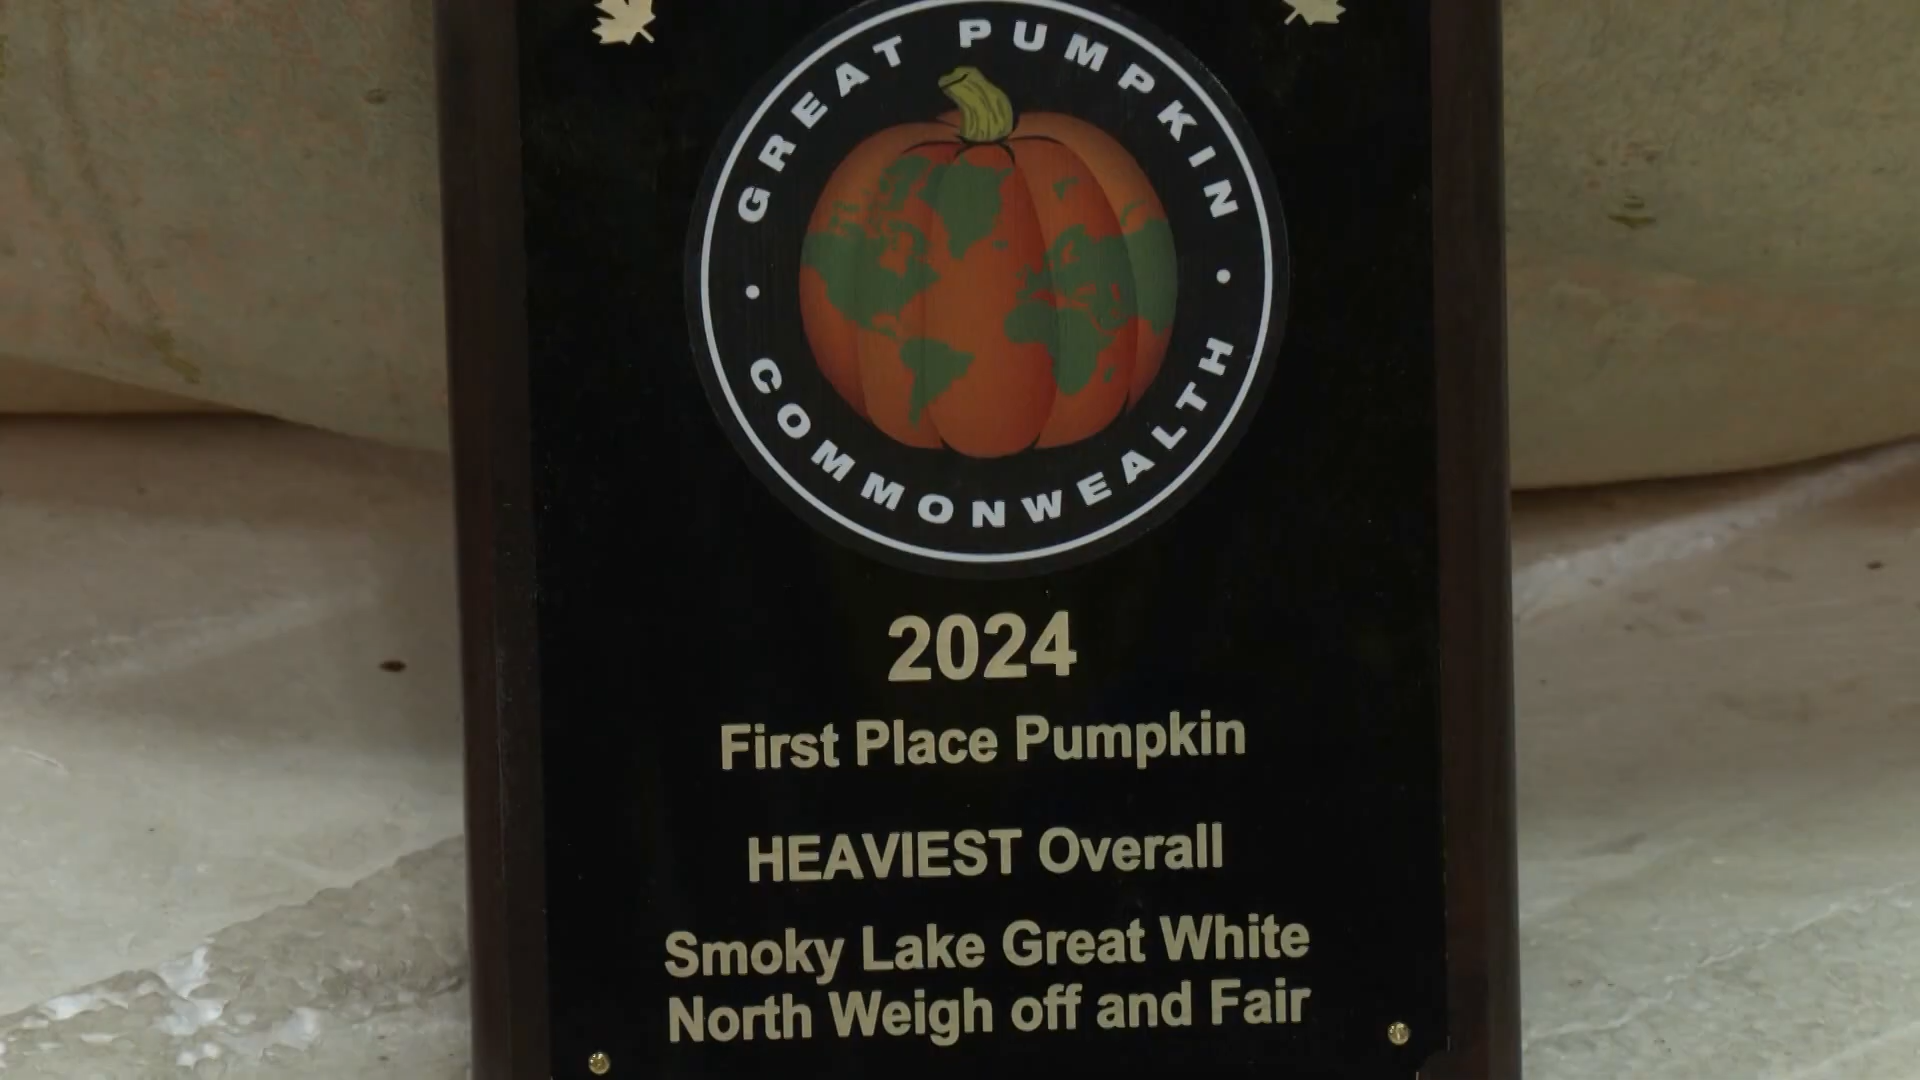 GREAT PUMPKIN
COMMONWEALTH
2024
First Place Pumpkin
HEAVIEST Overall
Smoky Lake Great White
North Weigh off and Fair